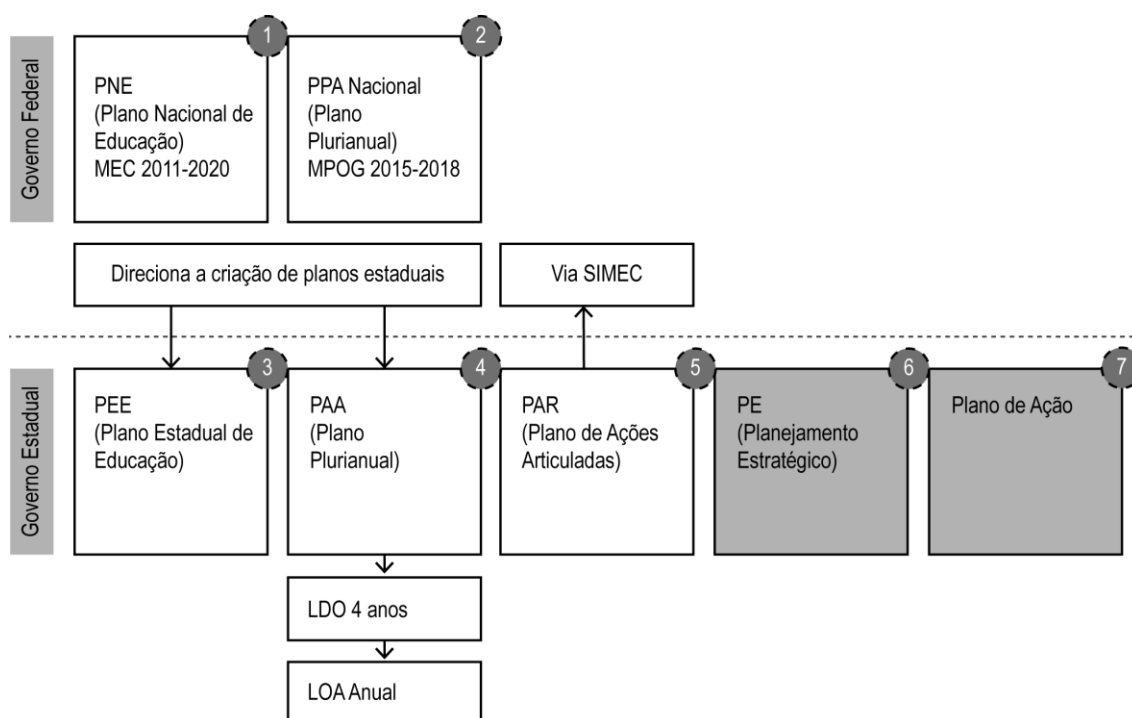 Governo Federal
1
PNE
(Plano Nacional de
Educação)
MEC 2011-2020
2
PPA Nacional
(Plano
Plurianual)
MPOG 2015-2018
Direciona a criação de planos estaduais
Via SIMEC
Governo Estadual
3
PEE
(Plano Estadual de
Educação)
4
PAA
(Plano
Plurianual)
5
PAR
(Plano de Ações
Articuladas)
6
PE
(Planejamento
Estratégico)
7
Plano de Ação
LDO 4 anos
LOA Anual